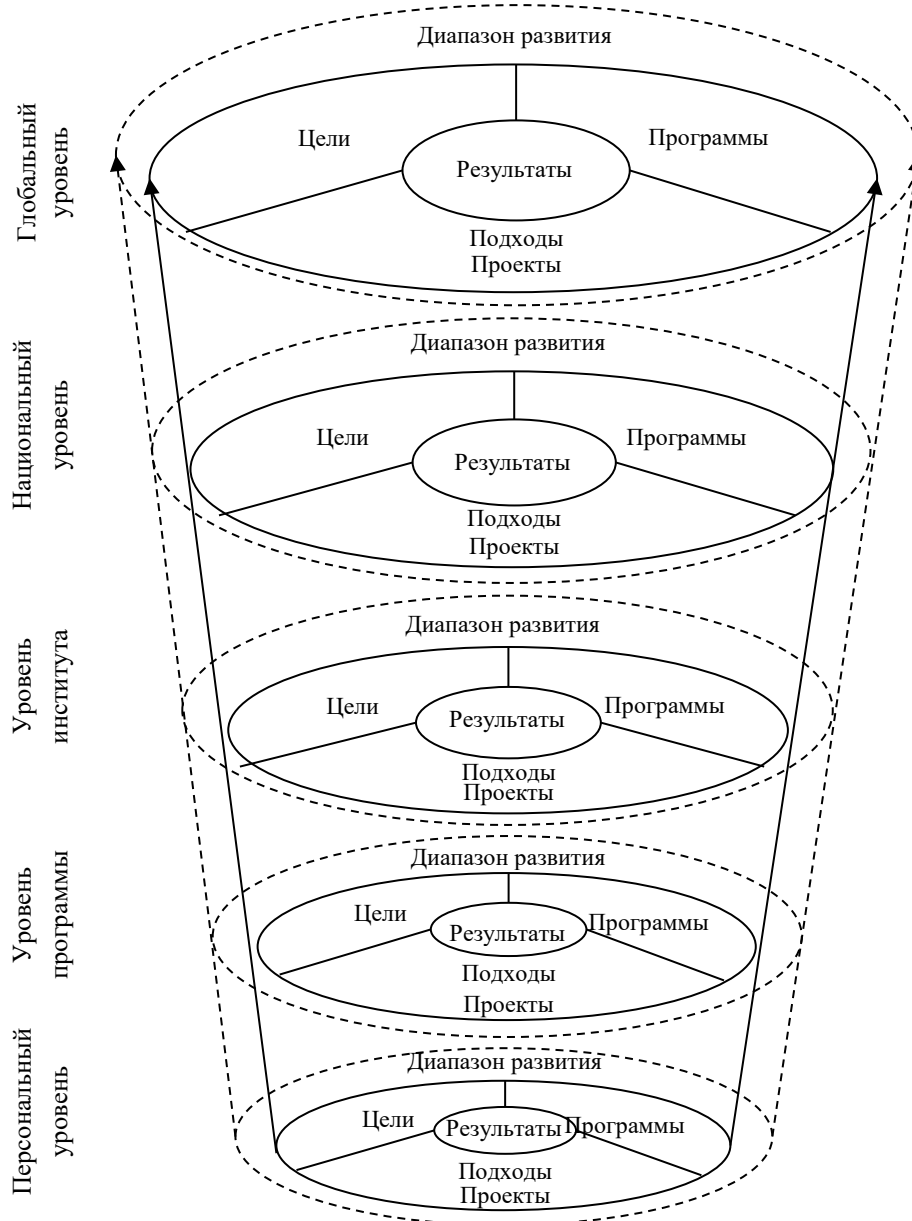 Диапазон развития
Глобальный
уровень
Цели
Программы
Результаты
Подходы
Проекты
Диапазон развития
Национальный
уровень
Цели
Программы
Результаты
Подходы
Проекты
Диапазон развития
Уровень
института
Цели
Программы
Результаты
Подходы
Проекты
Диапазон развития
Уровень
программы
Цели
Программы
Результаты
Подходы
Проекты
Диапазон развития
Персональный
уровень
Цели
Программы
Результаты
Подходы
Проекты